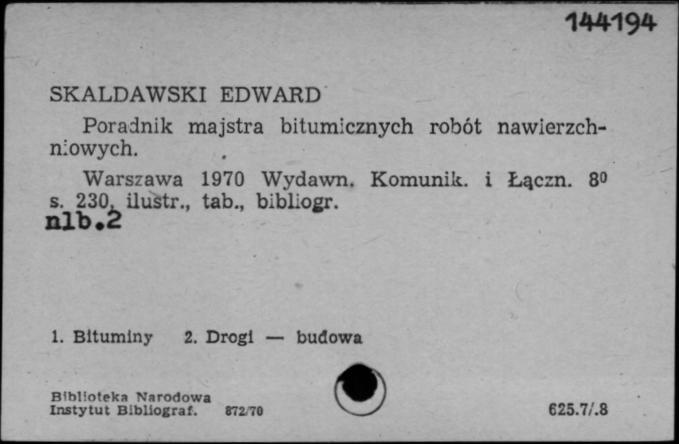 144194
SKALDAWSKI EDWARD
Poradnik majstra bitumicznych robót nawierzch-
niowych.
Warszawa 1970 Wydawn. Komunik. i Łączn. 8⁰
s. 230, ilustr., tab., bibliogr.
nlb.2
1. Bituminy 2. Drogi — budowa
Biblioteka Narodowa
Instytut Bibliograf. 872/70
625.7/.8